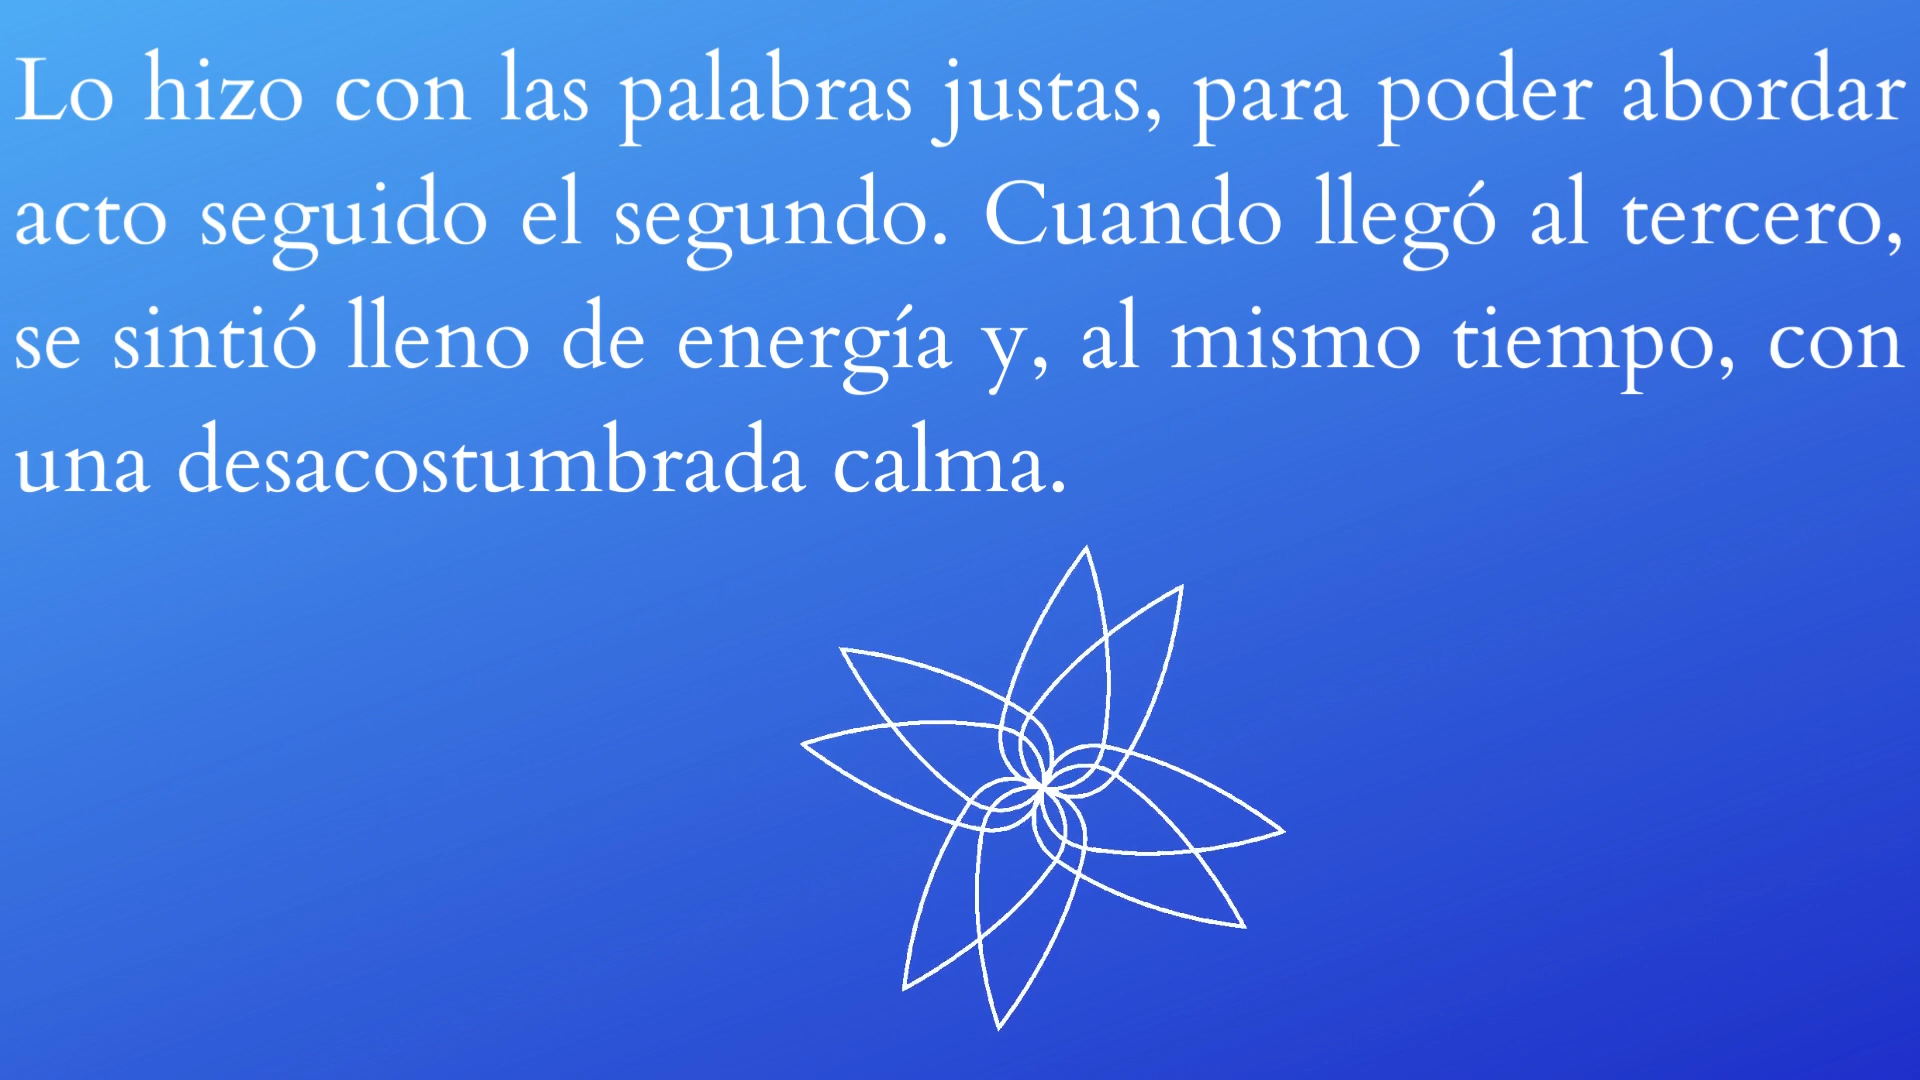 Lo hizo con las palabras justas, para poder abordar
acto seguido el segundo. Cuando llegó al tercero,
se sintió lleno de energía y, al mismo tiempo, con
una desacostumbrada calma.